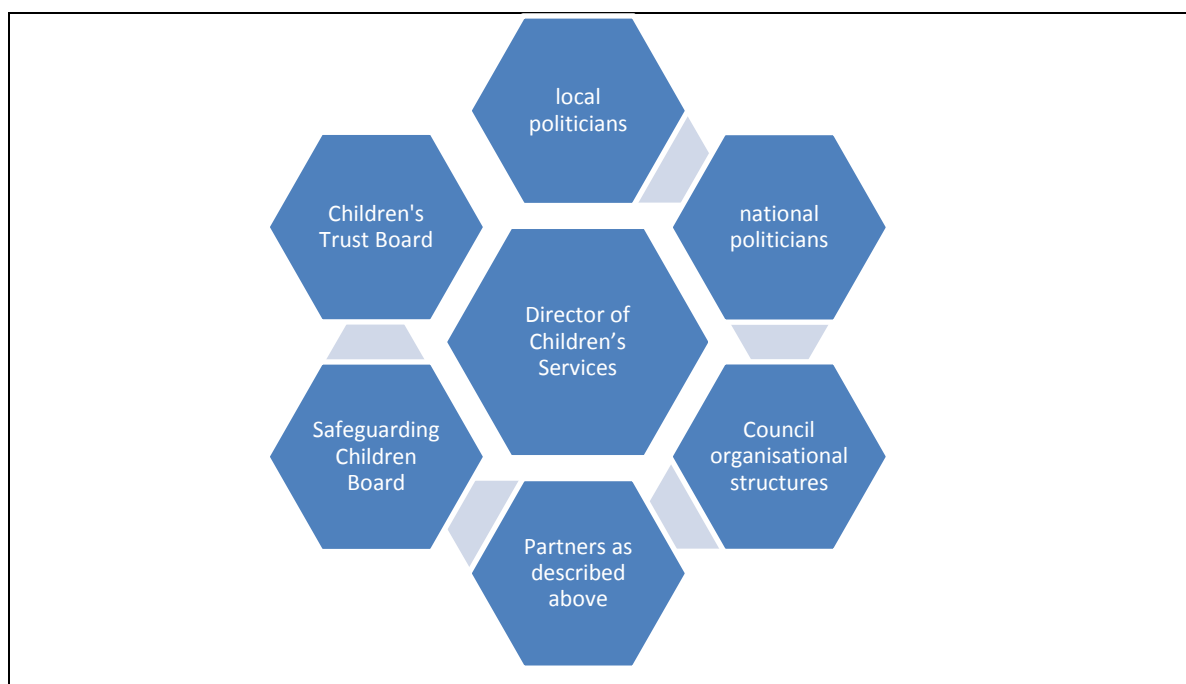 local
politicians
Children's
Trust Board
national
politicians
Director of
Children’s
Services
Safeguarding
Children
Board
Council
organisational
structures
Partners as
described
above